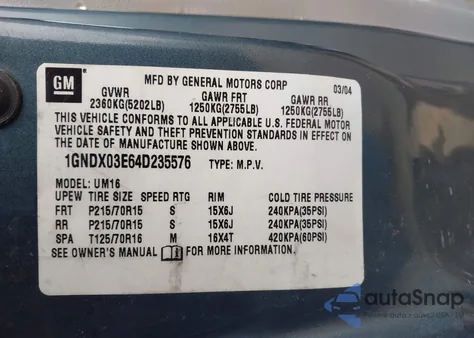 GM
MFD BY GENERAL MOTORS CORP 03/04
GVWR GAWR FRT GAWR RR
2360KG(5202LB) 1250KG(2755LB) 1250KG(2755LB)
THIS VEHICLE CONFORMS TO ALL APPLICABLE U.S. FEDERAL MOTOR
VEHICLE SAFETY AND THEFT PREVENTION STANDARDS IN EFFECT
ON THE DATE OF MANUFACTURE SHOWN ABOVE.
1GNDX03E64D235576 TYPE: M.P.V.
MODEL: UM16
UPEW TIRE SIZE SPEED RTG RIM COLD TIRE PRESSURE
FRT P215/70R15 S 15X6J 240KPA(35PSI)
RR P215/70R15 S 15X6J 240KPA(35PSI)
SPA T125/70R16 M 16X4T 420KPA(60PSI)
SEE OWNER'S MANUAL FOR MORE INFORMATION.
autoSnap